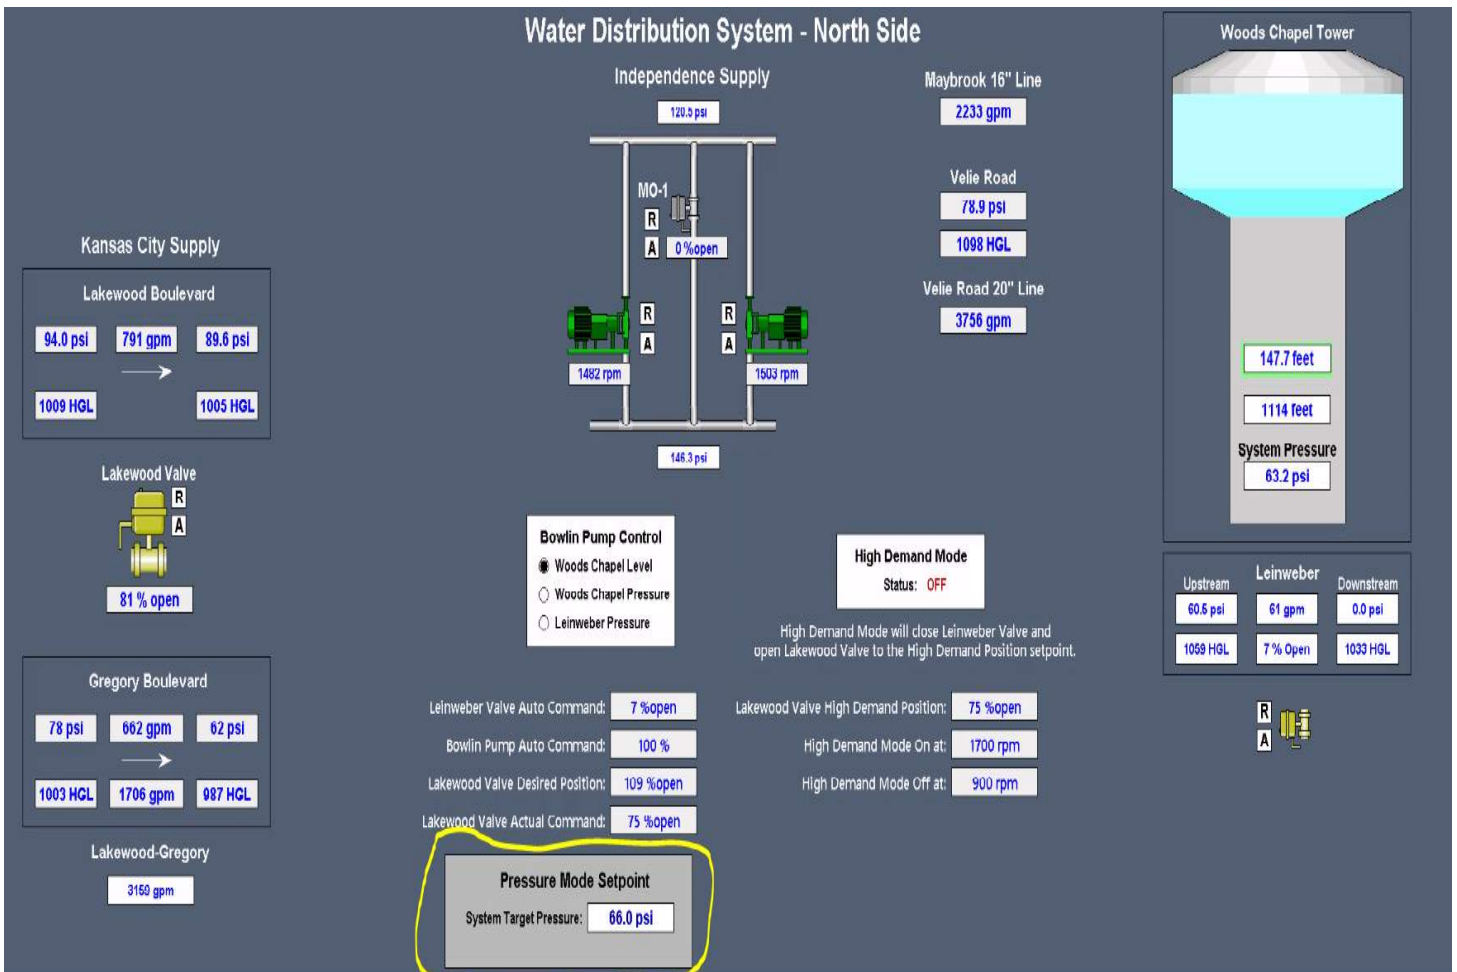 Water Distribution System - North Side
Independence Supply
120.5 psi
MO-1
R
A
0 %open
R
A
R
A
1482 rpm
1503 rpm
146.3 psi
Maybrook 16" Line
2233 gpm
Velie Road
78.9 psi
1098 HGL
Velie Road 20" Line
3756 gpm
Woods Chapel Tower
147.7 feet
1114 feet
System Pressure
63.2 psi
Kansas City Supply
Lakewood Boulevard
94.0 psi 791 gpm 89.6 psi
1009 HGL 1005 HGL
Lakewood Valve
R
A
81 % open
Gregory Boulevard
78 psi 662 gpm 62 psi
1003 HGL 1706 gpm 987 HGL
Lakewood-Gregory
3159 gpm
Bowlin Pump Control
Woods Chapel Level
Woods Chapel Pressure
Leinweber Pressure
High Demand Mode
Status: OFF
High Demand Mode will close Leinweber Valve and
open Lakewood Valve to the High Demand Position setpoint.
Leinweber Valve Auto Command: 7 %open
Bowlin Pump Auto Command: 100 %
Lakewood Valve Desired Position: 109 %open
Lakewood Valve Actual Command: 75 %open
Lakewood Valve High Demand Position: 75 %open
High Demand Mode On at: 1700 rpm
High Demand Mode Off at: 900 rpm
Pressure Mode Setpoint
System Target Pressure: 66.0 psi
Upstream Leinweber Downstream
60.5 psi 61 gpm 0.0 psi
1059 HGL 7 % Open 1033 HGL
R
A